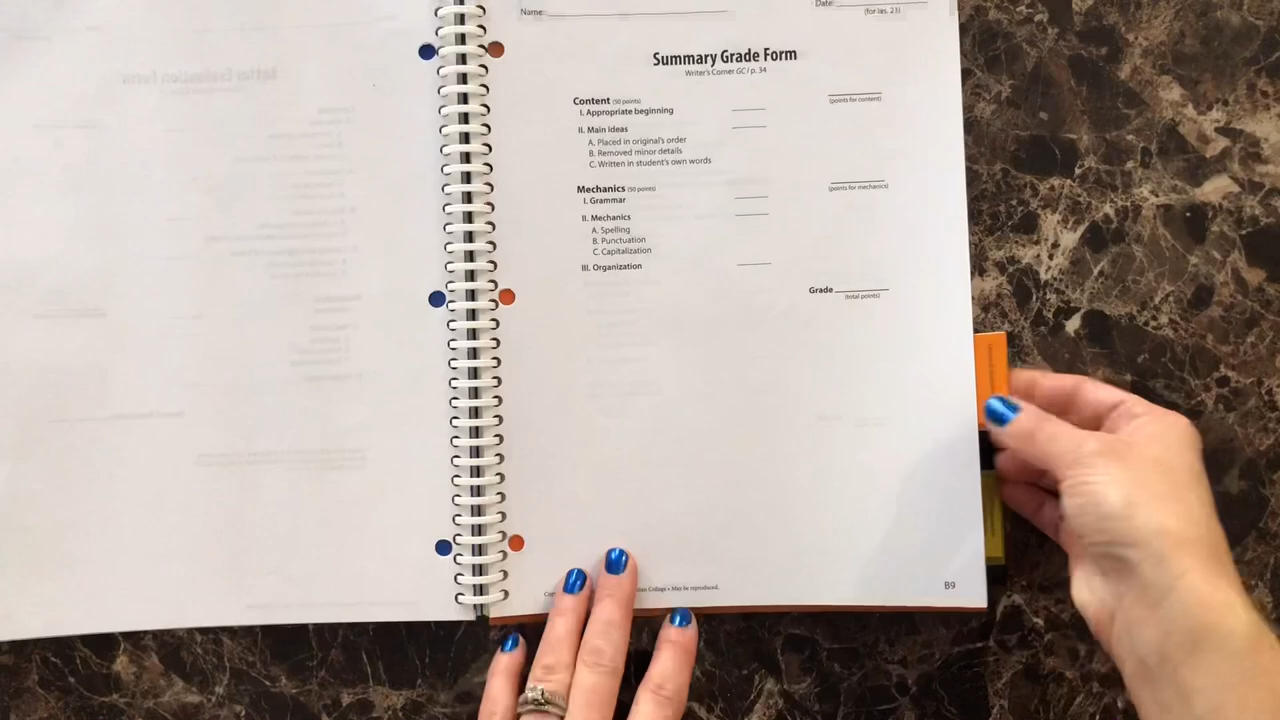 Name:
Date:
(for les. 23)
Summary Grade Form
Writer's Corner GC I p. 34
Content (50 points)
(points for content)
I. Appropriate beginning
II. Main Ideas
A. Placed in original's order
B. Removed minor details
C. Written in student's own words
Mechanics (50 points)
(points for mechanics)
I. Grammar
II. Mechanics
A. Spelling
B. Punctuation
C. Capitalization
III. Organization
Grade
(total points)
College • May be reproduced.
B9